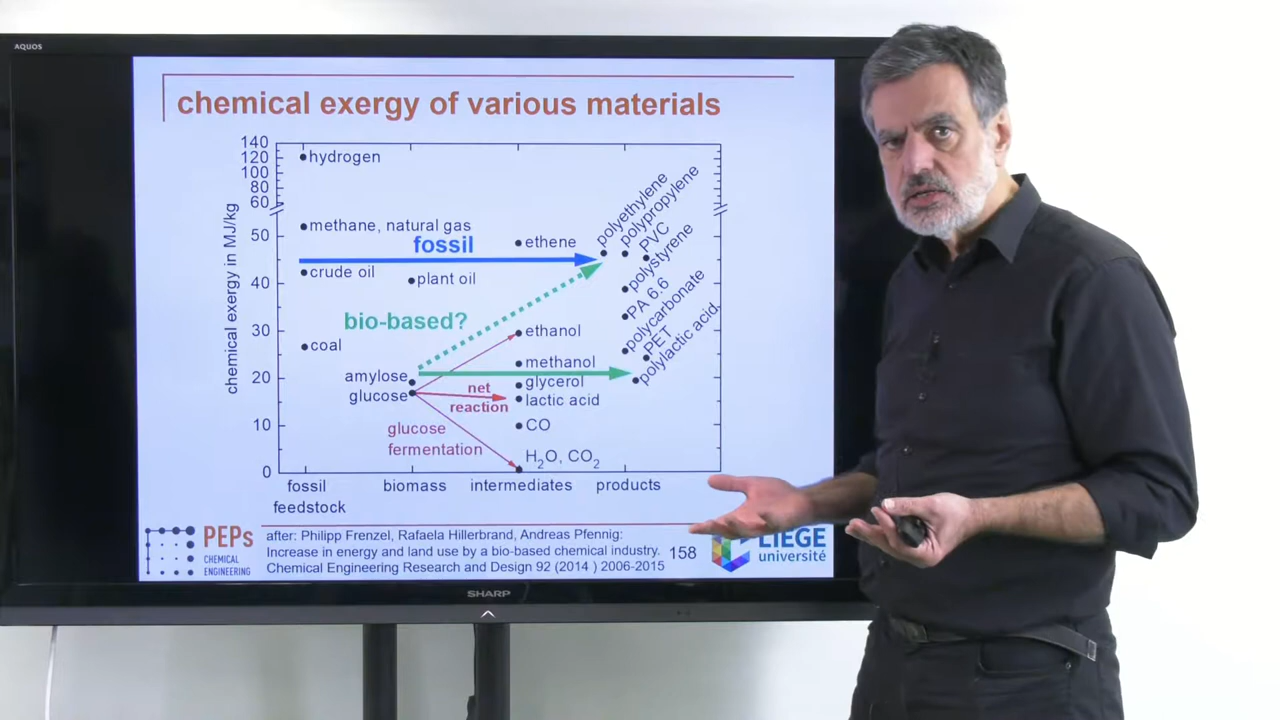 AQUOS
chemical exergy of various materials
chemical exergy in MJ/kg
140
120
100
80
60
50
40
30
20
10
0
hydrogen
methane, natural gas
fossil
crude oil
plant oil
ethene
polyethylene
polypropylene
PVC
polystyrene
PA 6.6
polycarbonate
PET
polylactic acid
bio-based?
coal
amylose
glucose
ethanol
methanol
glycerol
lactic acid
net
reaction
CO
glucose
fermentation
H2O, CO2
fossil
feedstock
biomass
intermediates
products
PEPs
CHEMICAL
ENGINEERING
after: Philipp Frenzel, Rafaela Hillerbrand, Andreas Pfennig:
Increase in energy and land use by a bio-based chemical industry.
Chemical Engineering Research and Design 92 (2014 ) 2006-2015
158
LIÈGE
université
SHARP